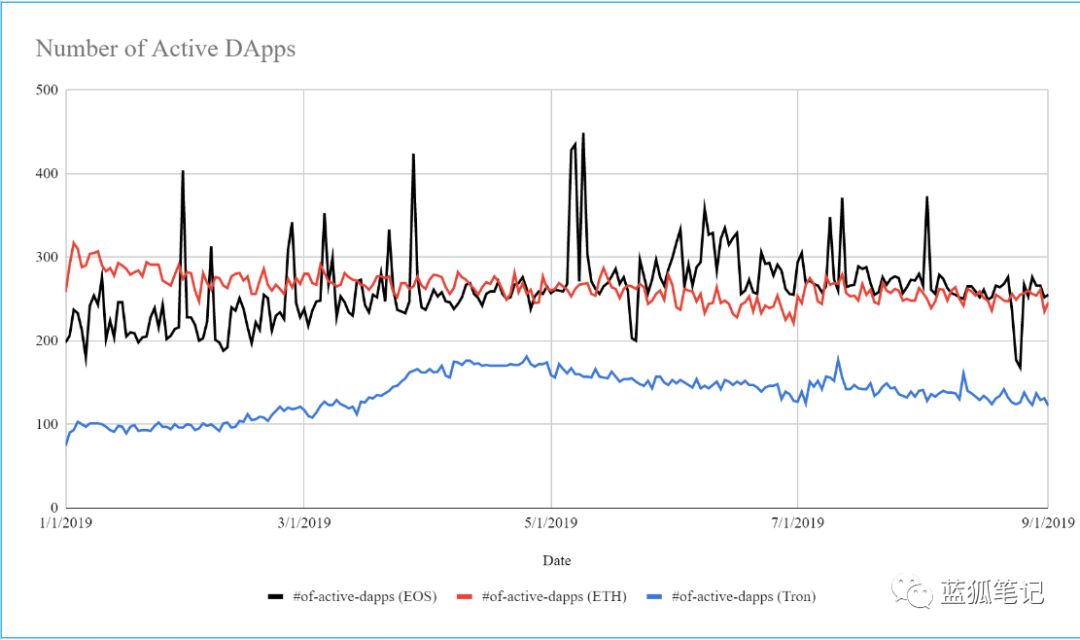 Number of Active DApps
500
400
300
200
100
0
1/1/2019 3/1/2019 5/1/2019 7/1/2019 9/1/2019
Date
#of-active-dapps (EOS) #of-active-dapps (ETH) #of-active-dapps (Tron)
蓝狐笔记